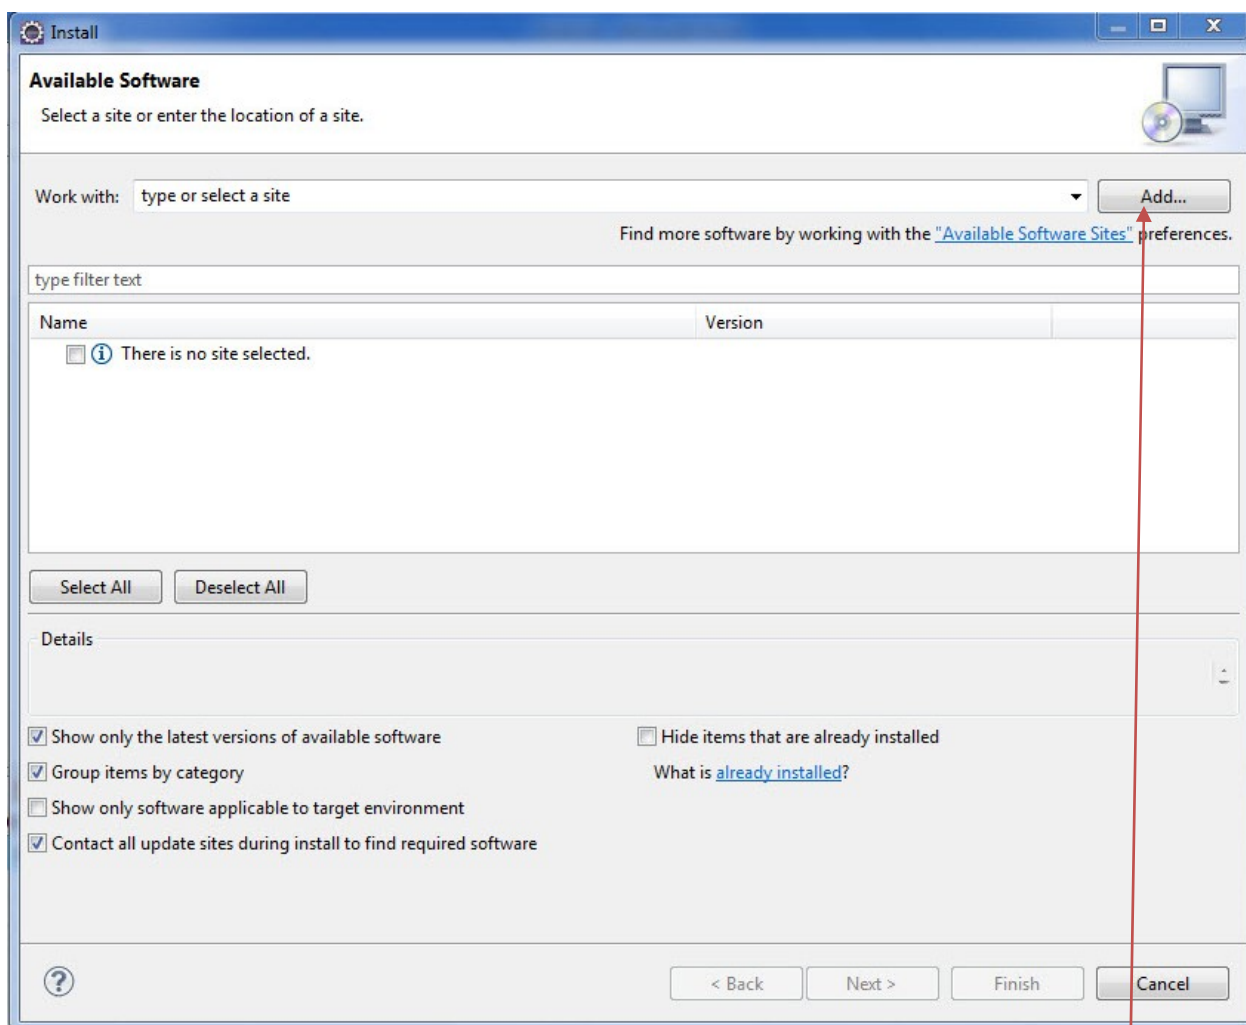 Install
Available Software
Select a site or enter the location of a site.
Work with: type or select a site Add...
Find more software by working with the "Available Software Sites" preferences.
type filter text
Name Version
There is no site selected.
Select All Deselect All
Details
Show only the latest versions of available software Hide items that are already installed
Group items by category What is already installed?
Show only software applicable to target environment
Contact all update sites during install to find required software
? < Back Next > Finish Cancel